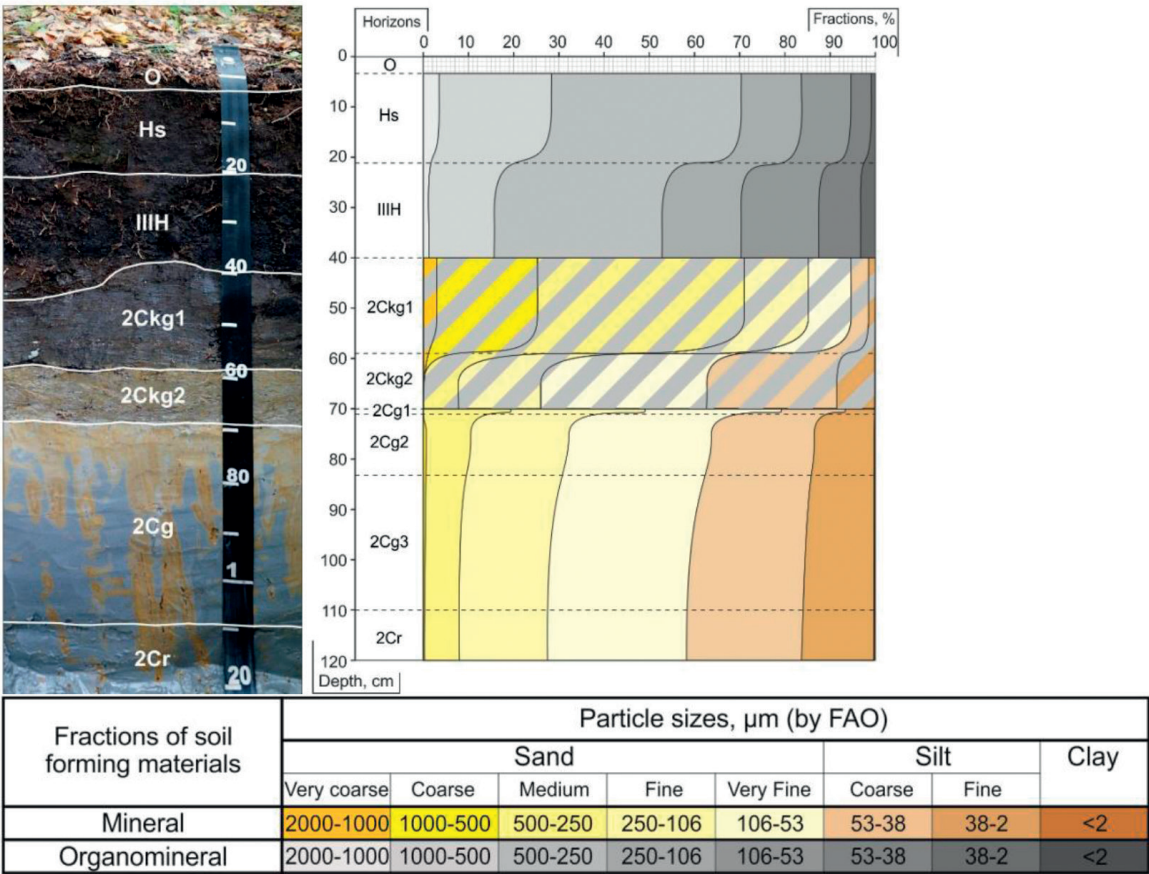 O
Hs
20
IIIH
40
2Ckg1
60
2Ckg2
80
2Cg
1
2Cr
20
Horizons
Fractions, %
0 10 20 30 40 50 60 70 80 90 100
0
O
Hs
10
20
IIIH
30
40
2Ckg1
50
60
2Ckg2
70
2Cg1
2Cg2
80
90
2Cg3
100
110
2Cr
120
Depth, cm
Fractions of soil forming materials
Particle sizes, µm (by FAO)
Sand Silt Clay
Very coarse Coarse Medium Fine Very Fine Coarse Fine
Mineral 2000-1000 1000-500 500-250 250-106 106-53 53-38 38-2 <2
Organomineral 2000-1000 1000-500 500-250 250-106 106-53 53-38 38-2 <2